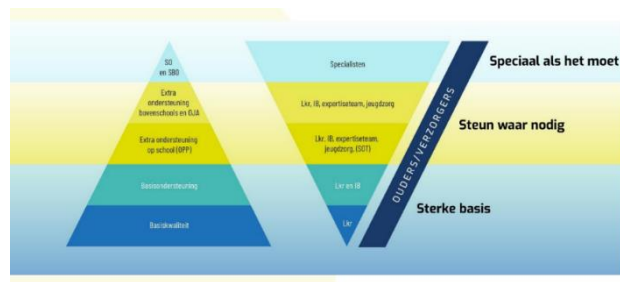 SO
en SBO
Extra
ondersteuning
bovenschools en OJA
Extra ondersteuning
op school (OPP)
Basisondersteuning
Basiskwaliteit
Specialisten
Lkr, IB, expertiseteam, jeugdzorg
Lkr, IB, expertiseteam,
jeugdzorg, (SOT)
Lkr en IB
Lkr
OUDERS/VERZORGERS
Speciaal als het moet
Steun waar nodig
Sterke basis